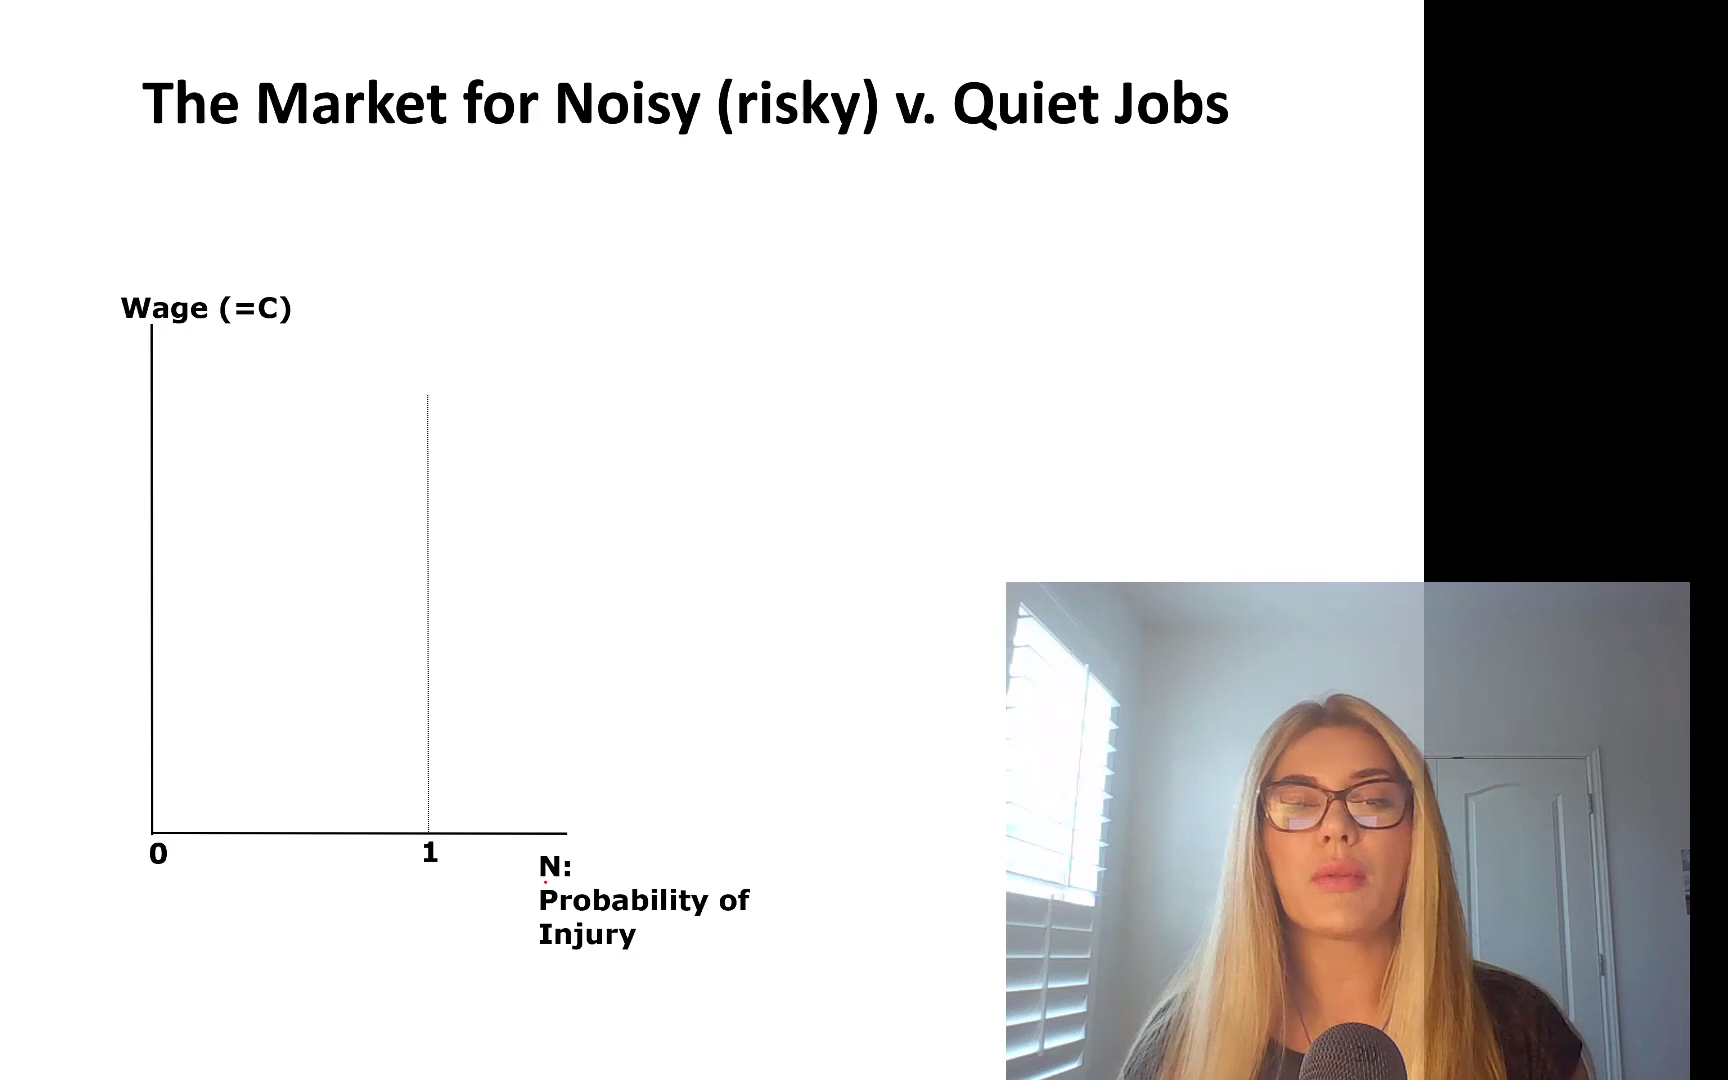 The Market for Noisy (risky) v. Quiet Jobs
Wage (=C)
0
1
N:
Probability of
Injury